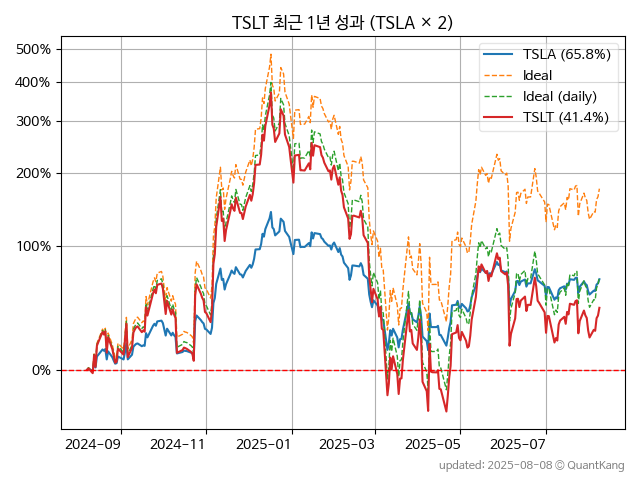 TSLT 최근 1년 성과 (TSLA × 2)
500%
400%
300%
200%
100%
0%
TSLA (65.8%)
Ideal
Ideal (daily)
TSLT (41.4%)
2024-09
2024-11
2025-01
2025-03
2025-05
2025-07
updated: 2025-08-08 © QuantKang